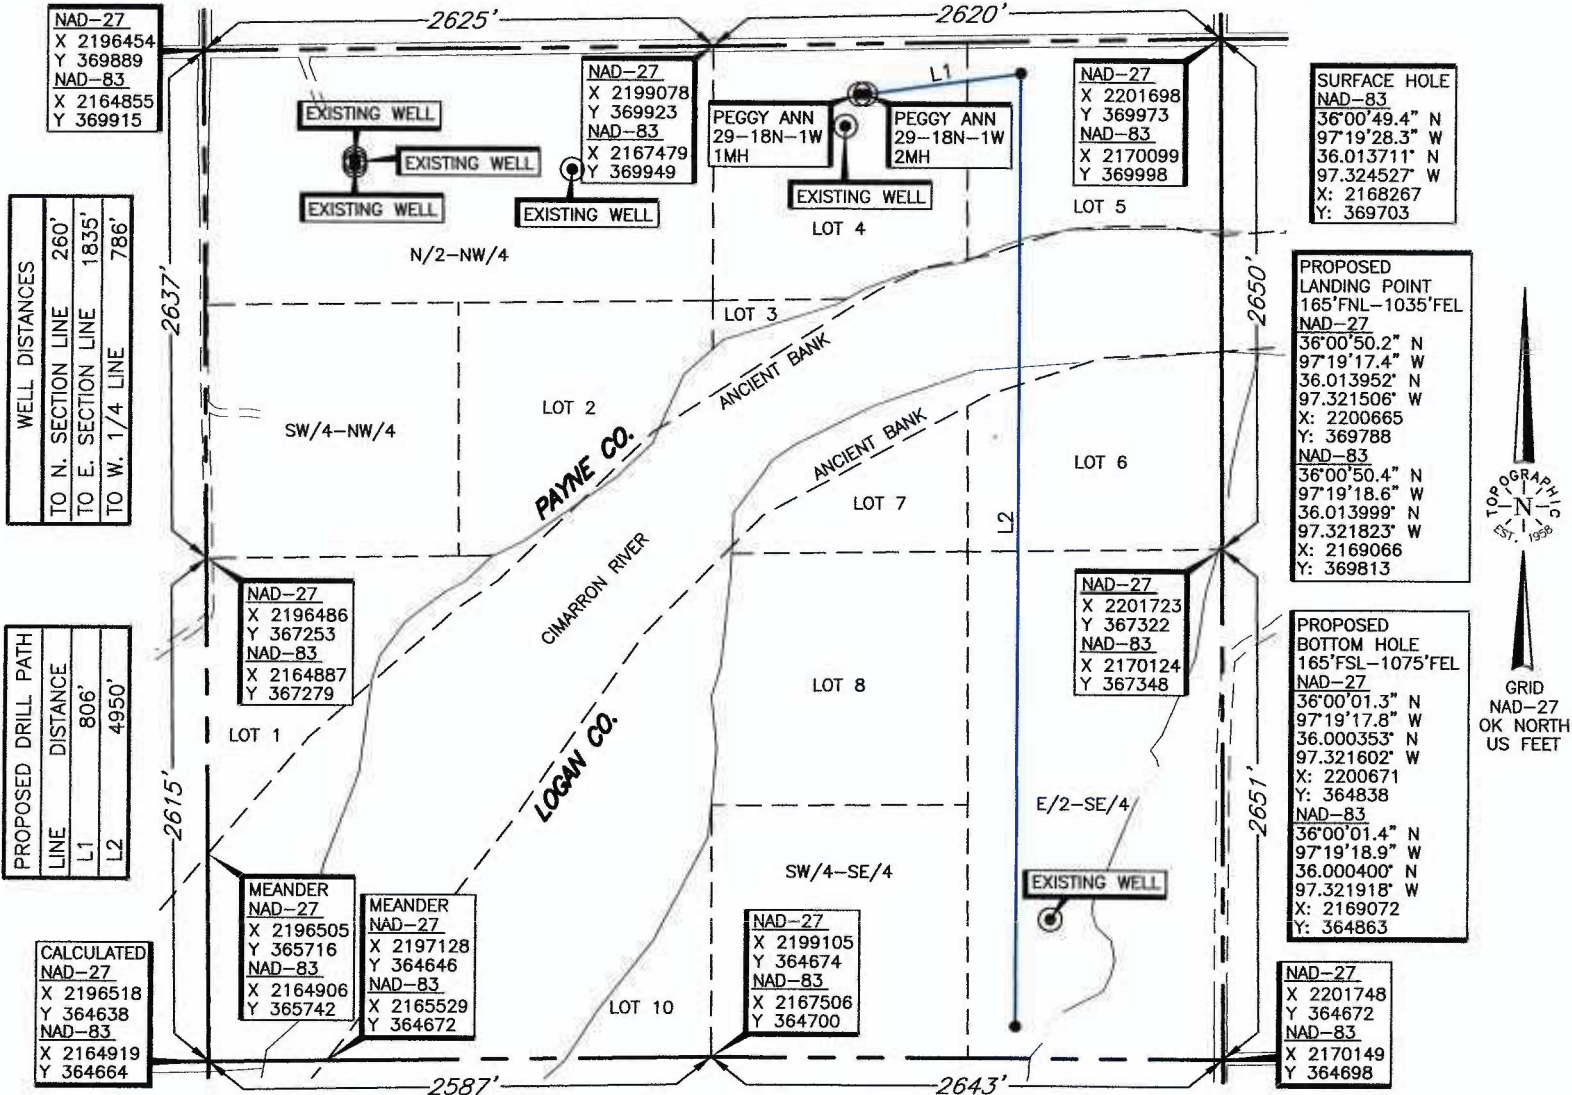 2625'
2620'
NAD-27
X 2196454
Y 369889
NAD-83
X 2164855
Y 369915
NAD-27
X 2199078
Y 369923
NAD-83
X 2167479
Y 369949
L1
NAD-27
X 2201698
Y 369973
NAD-83
X 2170099
Y 369998
SURFACE HOLE
NAD-83
36°00'49.4" N
97°19'28.3" W
36.013711° N
97.324527° W
X: 2168267
Y: 369703
EXISTING WELL
EXISTING WELL
EXISTING WELL
EXISTING WELL
PEGGY ANN
29-18N-1W
1MH
PEGGY ANN
29-18N-1W
2MH
EXISTING WELL
LOT 4
LOT 5
N/2-NW/4
WELL DISTANCES
TO N. SECTION LINE 260'
TO E. SECTION LINE 1835'
TO W. 1/4 LINE 786'
2637'
2650'
PROPOSED
LANDING POINT
165'FNL-1035'FEL
NAD-27
36°00'50.2" N
97°19'17.4" W
36.013952° N
97.321506° W
X: 2200665
Y: 369788
NAD-83
36°00'50.4" N
97°19'18.6" W
36.013999° N
97.321823° W
X: 2169066
Y: 369813
LOT 3
ANCIENT BANK
LOT 2
SW/4-NW/4
PAYNE CO.
ANCIENT BANK
LOT 6
LOT 7
L2
TOPOGRAPHIC
N
EST. 1958
CIMARRON RIVER
NAD-27
X 2196486
Y 367253
NAD-83
X 2164887
Y 367279
NAD-27
X 2201723
Y 367322
NAD-83
X 2170124
Y 367348
PROPOSED
BOTTOM HOLE
165'FSL-1075'FEL
NAD-27
36°00'01.3" N
97°19'17.8" W
36.000353° N
97.321602° W
X: 2200671
Y: 364838
NAD-83
36°00'01.4" N
97°19'18.9" W
36.000400° N
97.321918° W
X: 2169072
Y: 364863
GRID
NAD-27
OK NORTH
US FEET
PROPOSED DRILL PATH
LINE DISTANCE
L1 806'
L2 4950'
LOT 1
LOT 8
LOGAN CO.
2615'
2651'
E/2-SE/4
SW/4-SE/4
EXISTING WELL
MEANDER
NAD-27
X 2196505
Y 365716
NAD-83
X 2164906
Y 365742
MEANDER
NAD-27
X 2197128
Y 364646
NAD-83
X 2165529
Y 364672
LOT 10
NAD-27
X 2199105
Y 364674
NAD-83
X 2167506
Y 364700
CALCULATED
NAD-27
X 2196518
Y 364638
NAD-83
X 2164919
Y 364664
NAD-27
X 2201748
Y 364672
NAD-83
X 2170149
Y 364698
2587'
2643'